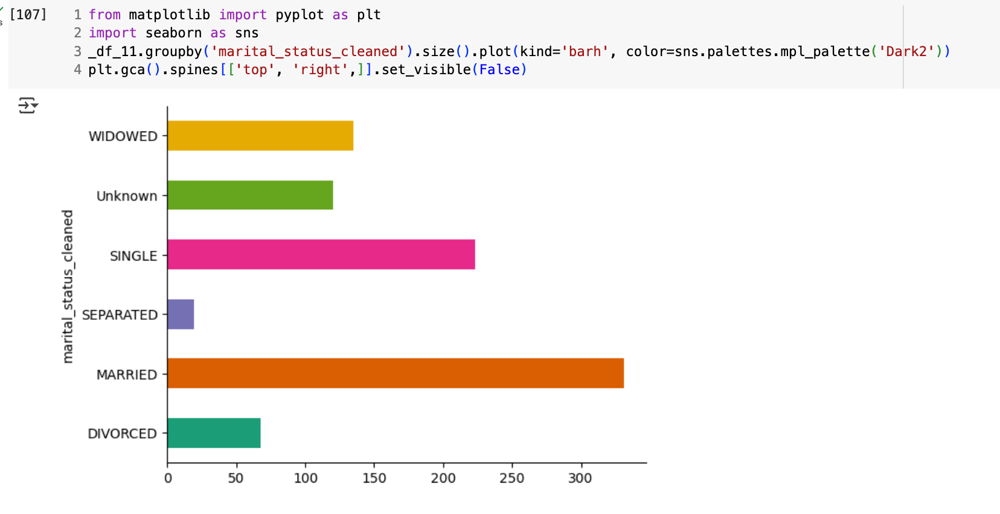 [107]
1 from matplotlib import pyplot as plt
2 import seaborn as sns
3 _df_11.groupby('marital_status_cleaned').size().plot(kind='barh', color=sns.palettes.mpl_palette('Dark2'))
4 plt.gca().spines[['top', 'right',]].set_visible(False)
s
marital_status_cleaned
WIDOWED
Unknown
SINGLE
SEPARATED
MARRIED
DIVORCED
0 50 100 150 200 250 300